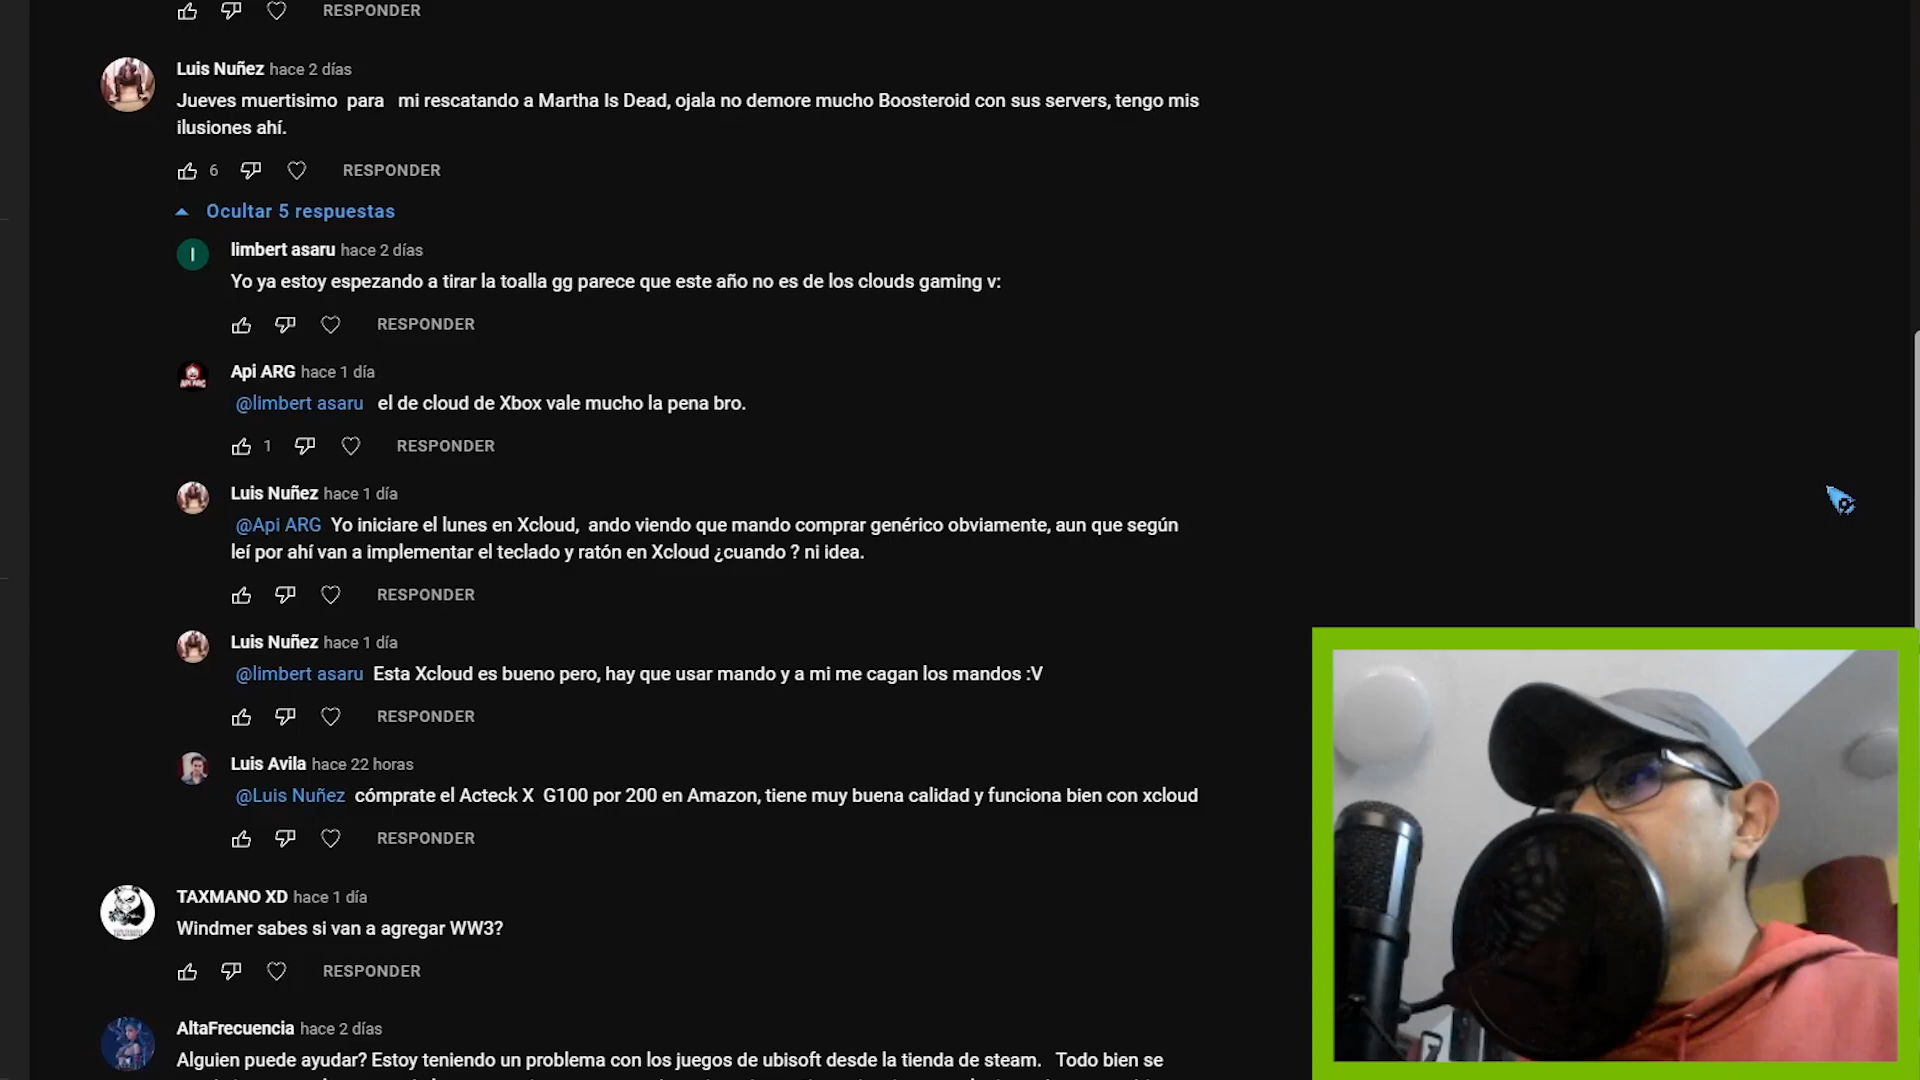 RESPONDER
Luis Nuñez hace 2 días
Jueves muertisimo para mi rescatando a Martha Is Dead, ojala no demore mucho Boosteroid con sus servers, tengo mis
ilusiones ahí.
6 RESPONDER
Ocultar 5 respuestas
limbert asaru hace 2 días
Yo ya estoy espezando a tirar la toalla gg parece que este año no es de los clouds gaming v:
RESPONDER
Api ARG hace 1 día
@limbert asaru el de cloud de Xbox vale mucho la pena bro.
1 RESPONDER
Luis Nuñez hace 1 día
@Api ARG Yo iniciare el lunes en Xcloud, ando viendo que mando comprar genérico obviamente, aun que según
leí por ahí van a implementar el teclado y ratón en Xcloud ¿cuando ? ni idea.
RESPONDER
Luis Nuñez hace 1 día
@limbert asaru Esta Xcloud es bueno pero, hay que usar mando y a mi me cagan los mandos :V
RESPONDER
Luis Avila hace 22 horas
@Luis Nuñez cómprate el Acteck X G100 por 200 en Amazon, tiene muy buena calidad y funciona bien con xcloud
RESPONDER
TAXMANO XD hace 1 día
Windmer sabes si van a agregar WW3?
RESPONDER
AltaFrecuencia hace 2 días
Alguien puede ayudar? Estoy teniendo un problema con los juegos de ubisoft desde la tienda de steam. Todo bien se